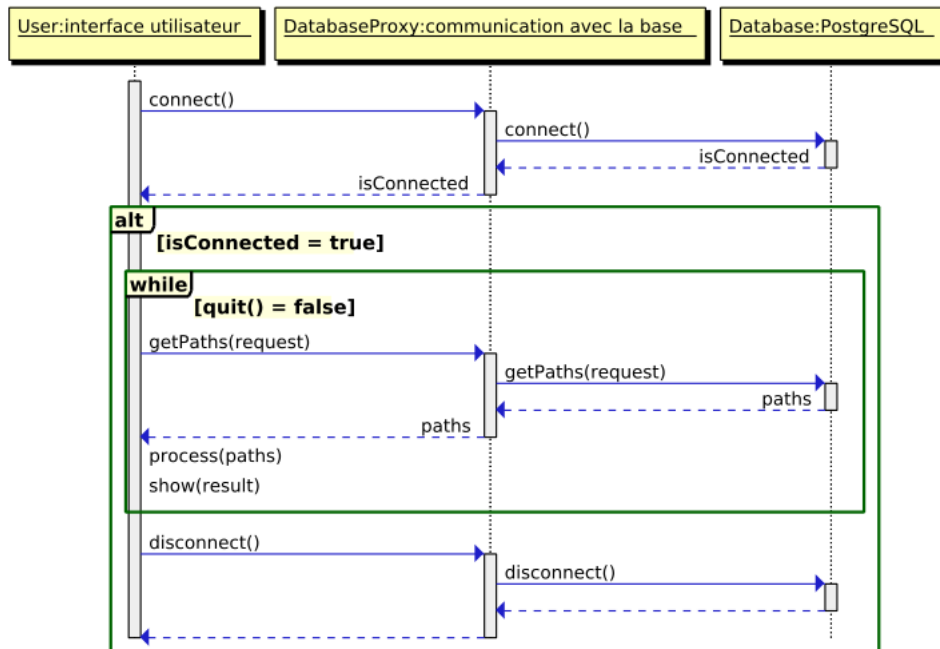 User:interface utilisateur
DatabaseProxy:communication avec la base
Database:PostgreSQL
connect()
connect()
isConnected
isConnected
alt
[isConnected = true]
while
[quit() = false]
getPaths(request)
getPaths(request)
paths
paths
process(paths)
show(result)
disconnect()
disconnect()